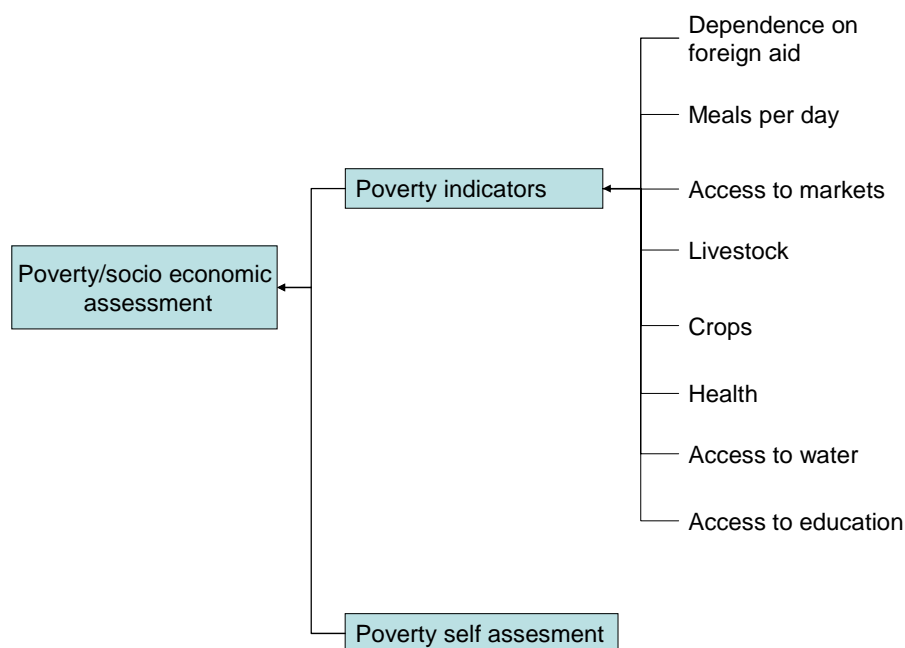 Dependence on
foreign aid
Meals per day
Poverty indicators
Access to markets
Livestock
Poverty/socio economic
assessment
Crops
Health
Access to water
Access to education
Poverty self assesment